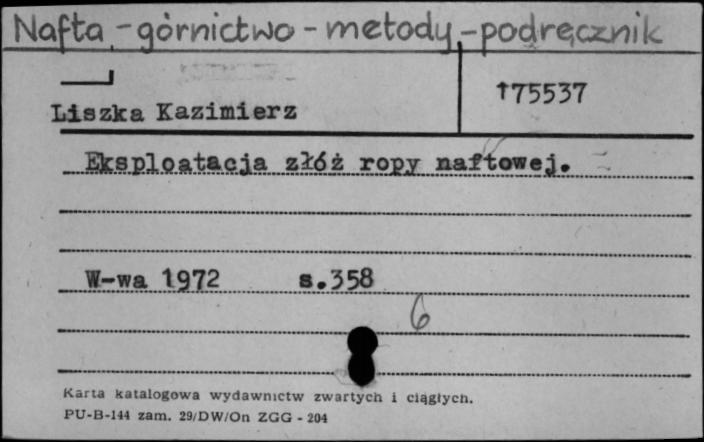 Nafta - górnictwo - metody - podręcznik
175537
Liszka Kazimierz
Eksploatacja złóż ropy naftowej.
W-wa 1972 s.358
6
Karta katalogowa wydawnictw zwartych i ciągłych.
PU-B-144 zam. 29/DW/On ZGG - 204